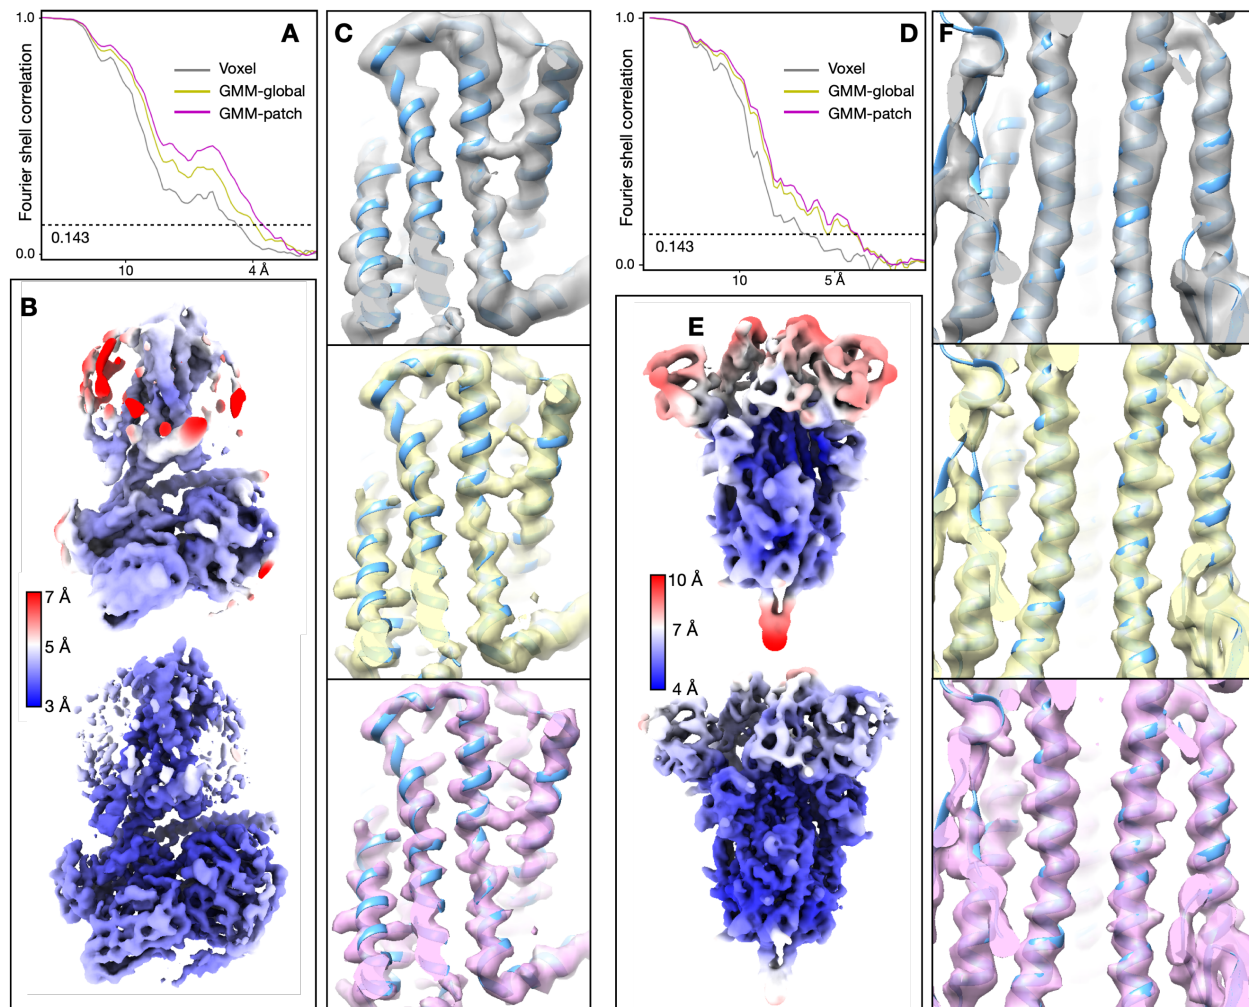 A
1.0
Fourier shell correlation
Voxel
GMM-global
GMM-patch
0.143
0.0
10
4 Å
B
7 Å
5 Å
3 Å
C
D
1.0
Fourier shell correlation
Voxel
GMM-global
GMM-patch
0.143
0.0
10
5 Å
E
10 Å
7 Å
4 Å
F